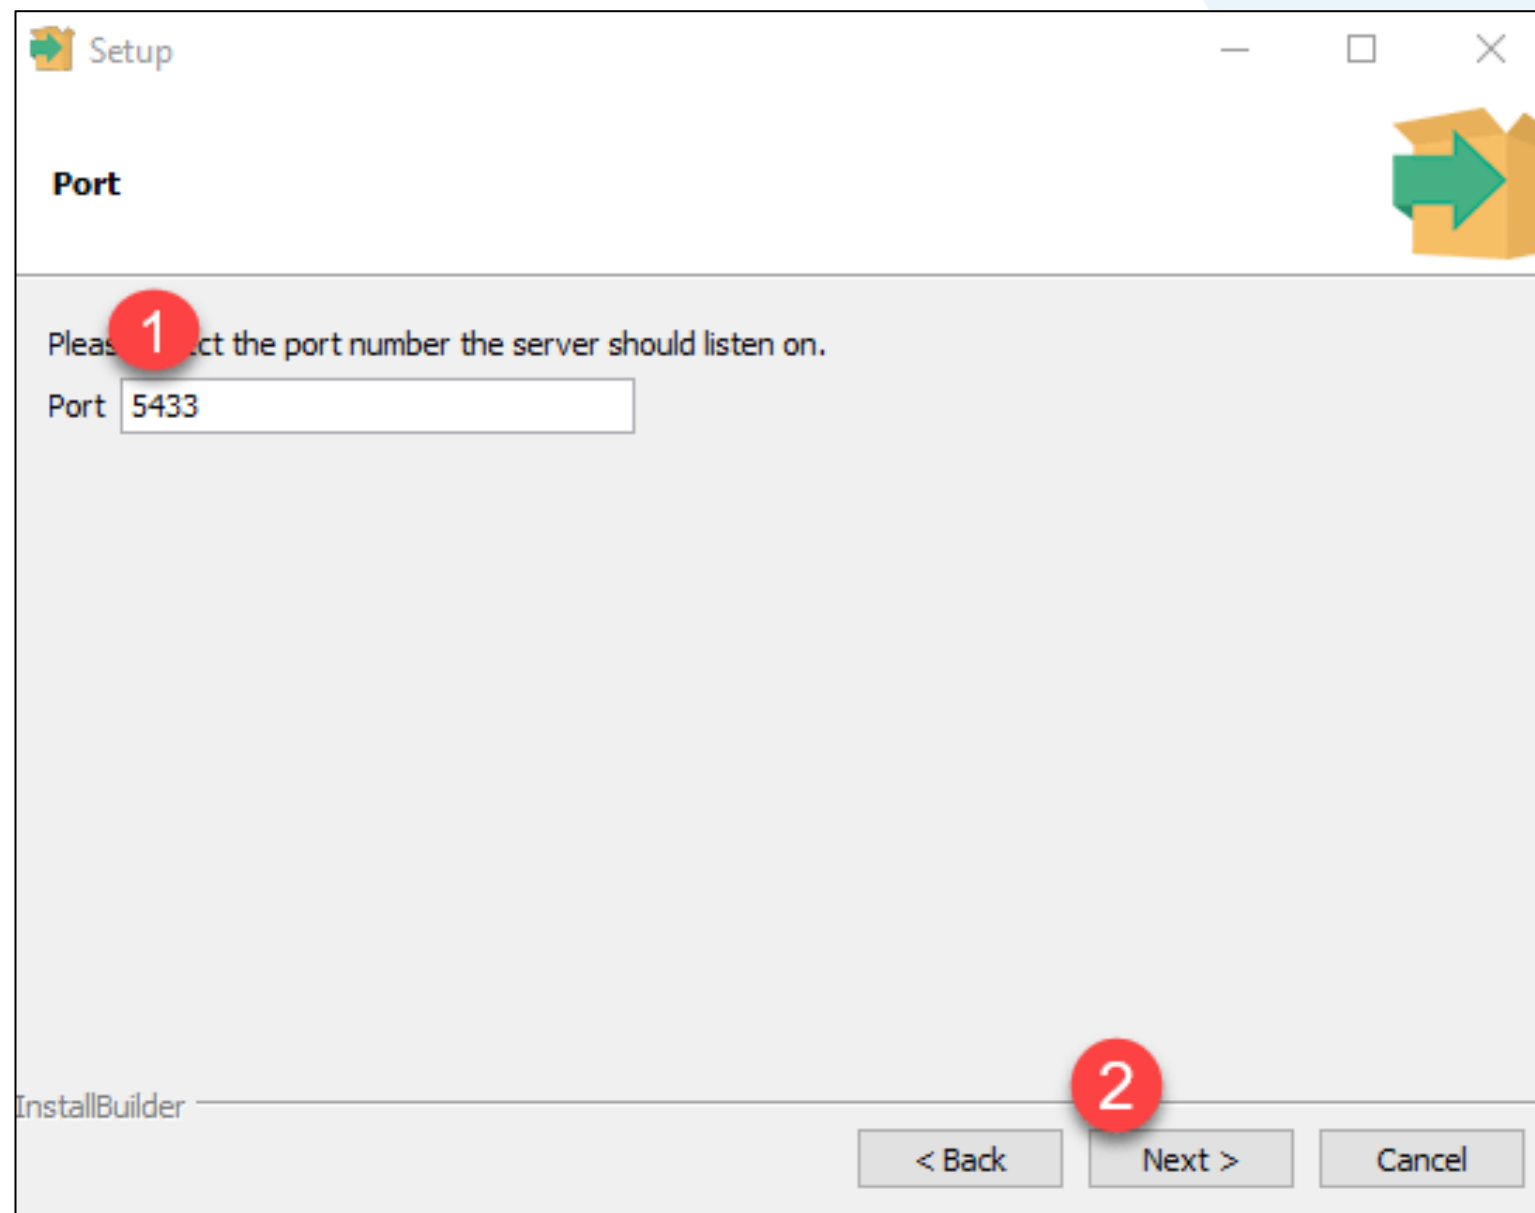 Setup
Port
1
Pleas ct the port number the server should listen on.
Port 5433
2
InstallBuilder
< Back Next > Cancel